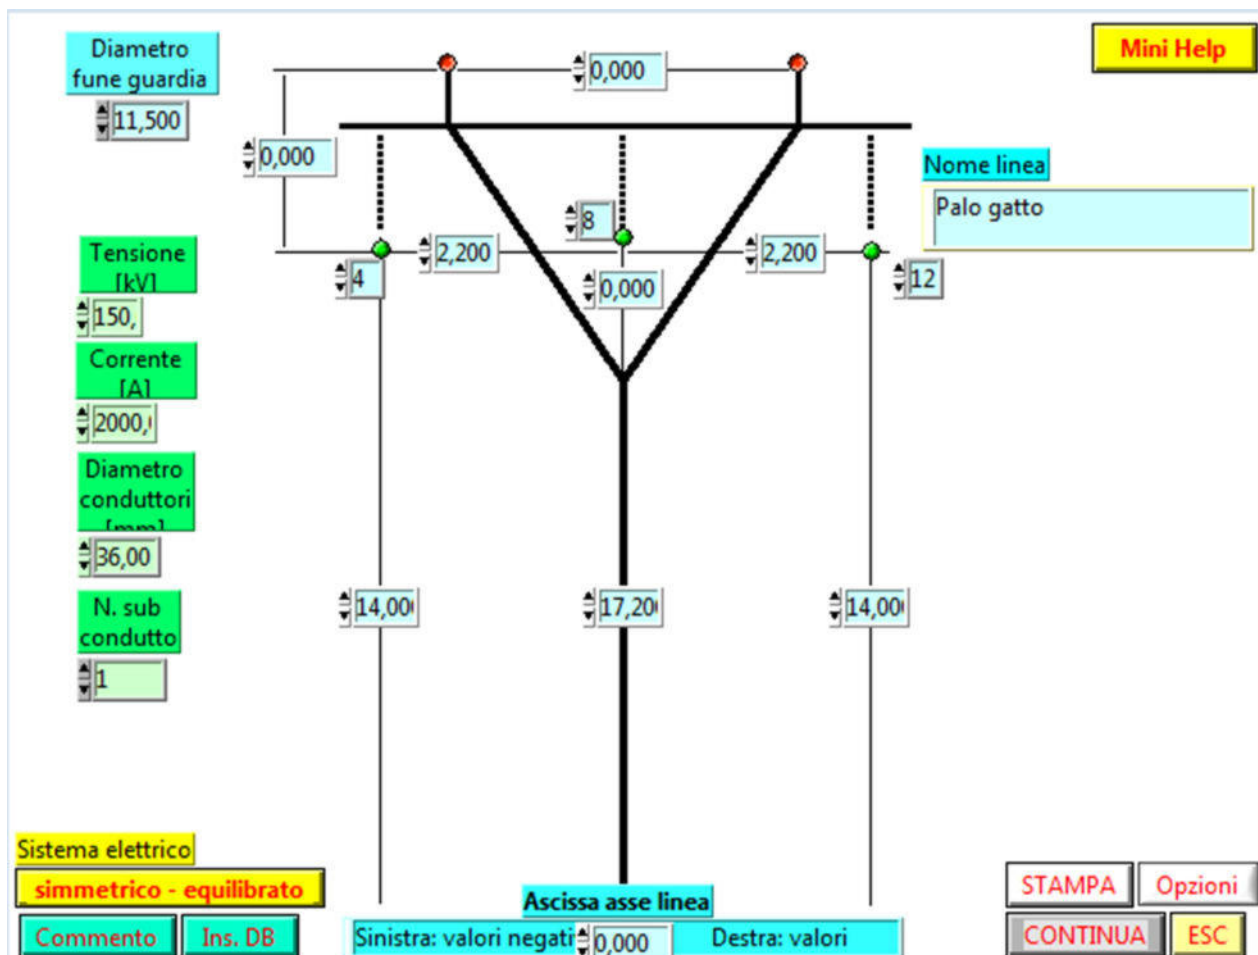 Diametro
fune guardia
11,500
0,000
Mini Help
0,000
Nome linea
Palo gatto
8
2,200
2,200
4
12
0,000
Tensione
[kV]
150,
Corrente
[A]
2000,
Diametro
conduttori
[mm]
36,00
N. sub
condutto
1
14,00
17,20
14,00
Sistema elettrico
simmetrico - equilibrato
Commento
Ins. DB
Ascissa asse linea
Sinistra: valori negati
0,000
Destra: valori
STAMPA
Opzioni
CONTINUA
ESC